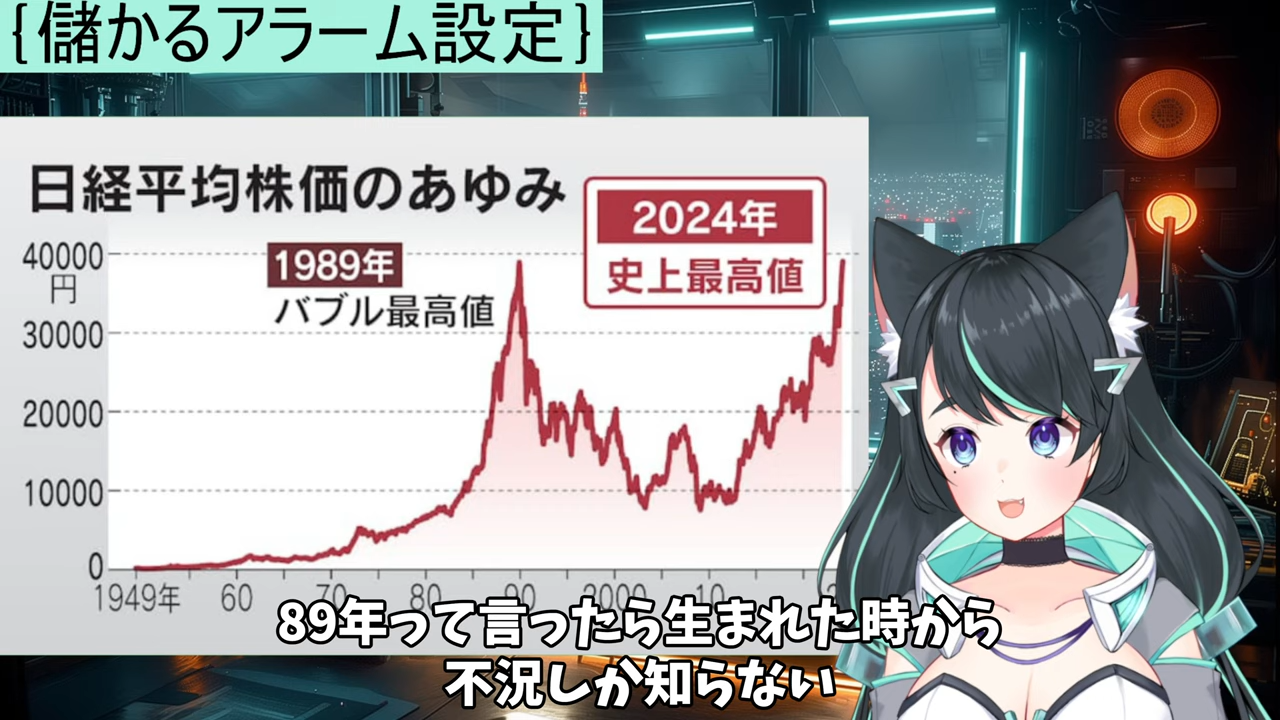 {儲かるアラーム設定}
日経平均株価のあゆみ
2024年
史上最高値
1989年
バブル最高値
40000
円
30000
20000
10000
0
1949年 60 70 80 90 2000 10
89年って言ったら生まれた時から
不況しか知らない